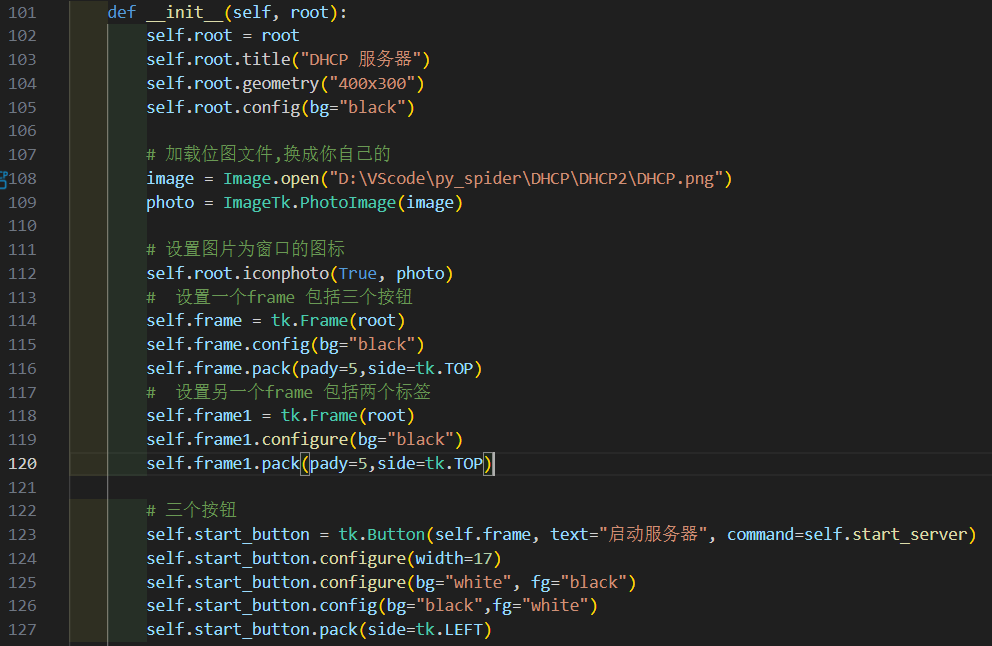 101 def __init__(self, root):
102 self.root = root
103 self.root.title("DHCP 服务器")
104 self.root.geometry("400x300")
105 self.root.config(bg="black")
106
107 # 加载位图文件,换成你自己的
108 image = Image.open("D:\VScode\py_spider\DHCP\DHCP2\DHCP.png")
109 photo = ImageTk.PhotoImage(image)
110
111 # 设置图片为窗口的图标
112 self.root.iconphoto(True, photo)
113 #  设置一个frame 包括三个按钮
114 self.frame = tk.Frame(root)
115 self.frame.config(bg="black")
116 self.frame.pack(pady=5,side=tk.TOP)
117 #  设置另一个frame 包括两个标签
118 self.frame1 = tk.Frame(root)
119 self.frame1.configure(bg="black")
120 self.frame1.pack(pady=5,side=tk.TOP)
121
122 # 三个按钮
123 self.start_button = tk.Button(self.frame, text="启动服务器", command=self.start_server)
124 self.start_button.configure(width=17)
125 self.start_button.configure(bg="white", fg="black")
126 self.start_button.config(bg="black",fg="white")
127 self.start_button.pack(side=tk.LEFT)